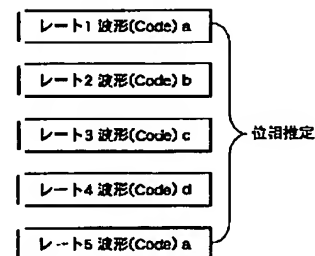 レート1 波形(Code) a
レート2 波形(Code) b
レート3 波形(Code) c
レート4 波形(Code) d
レート5 波形(Code) a
位相推定